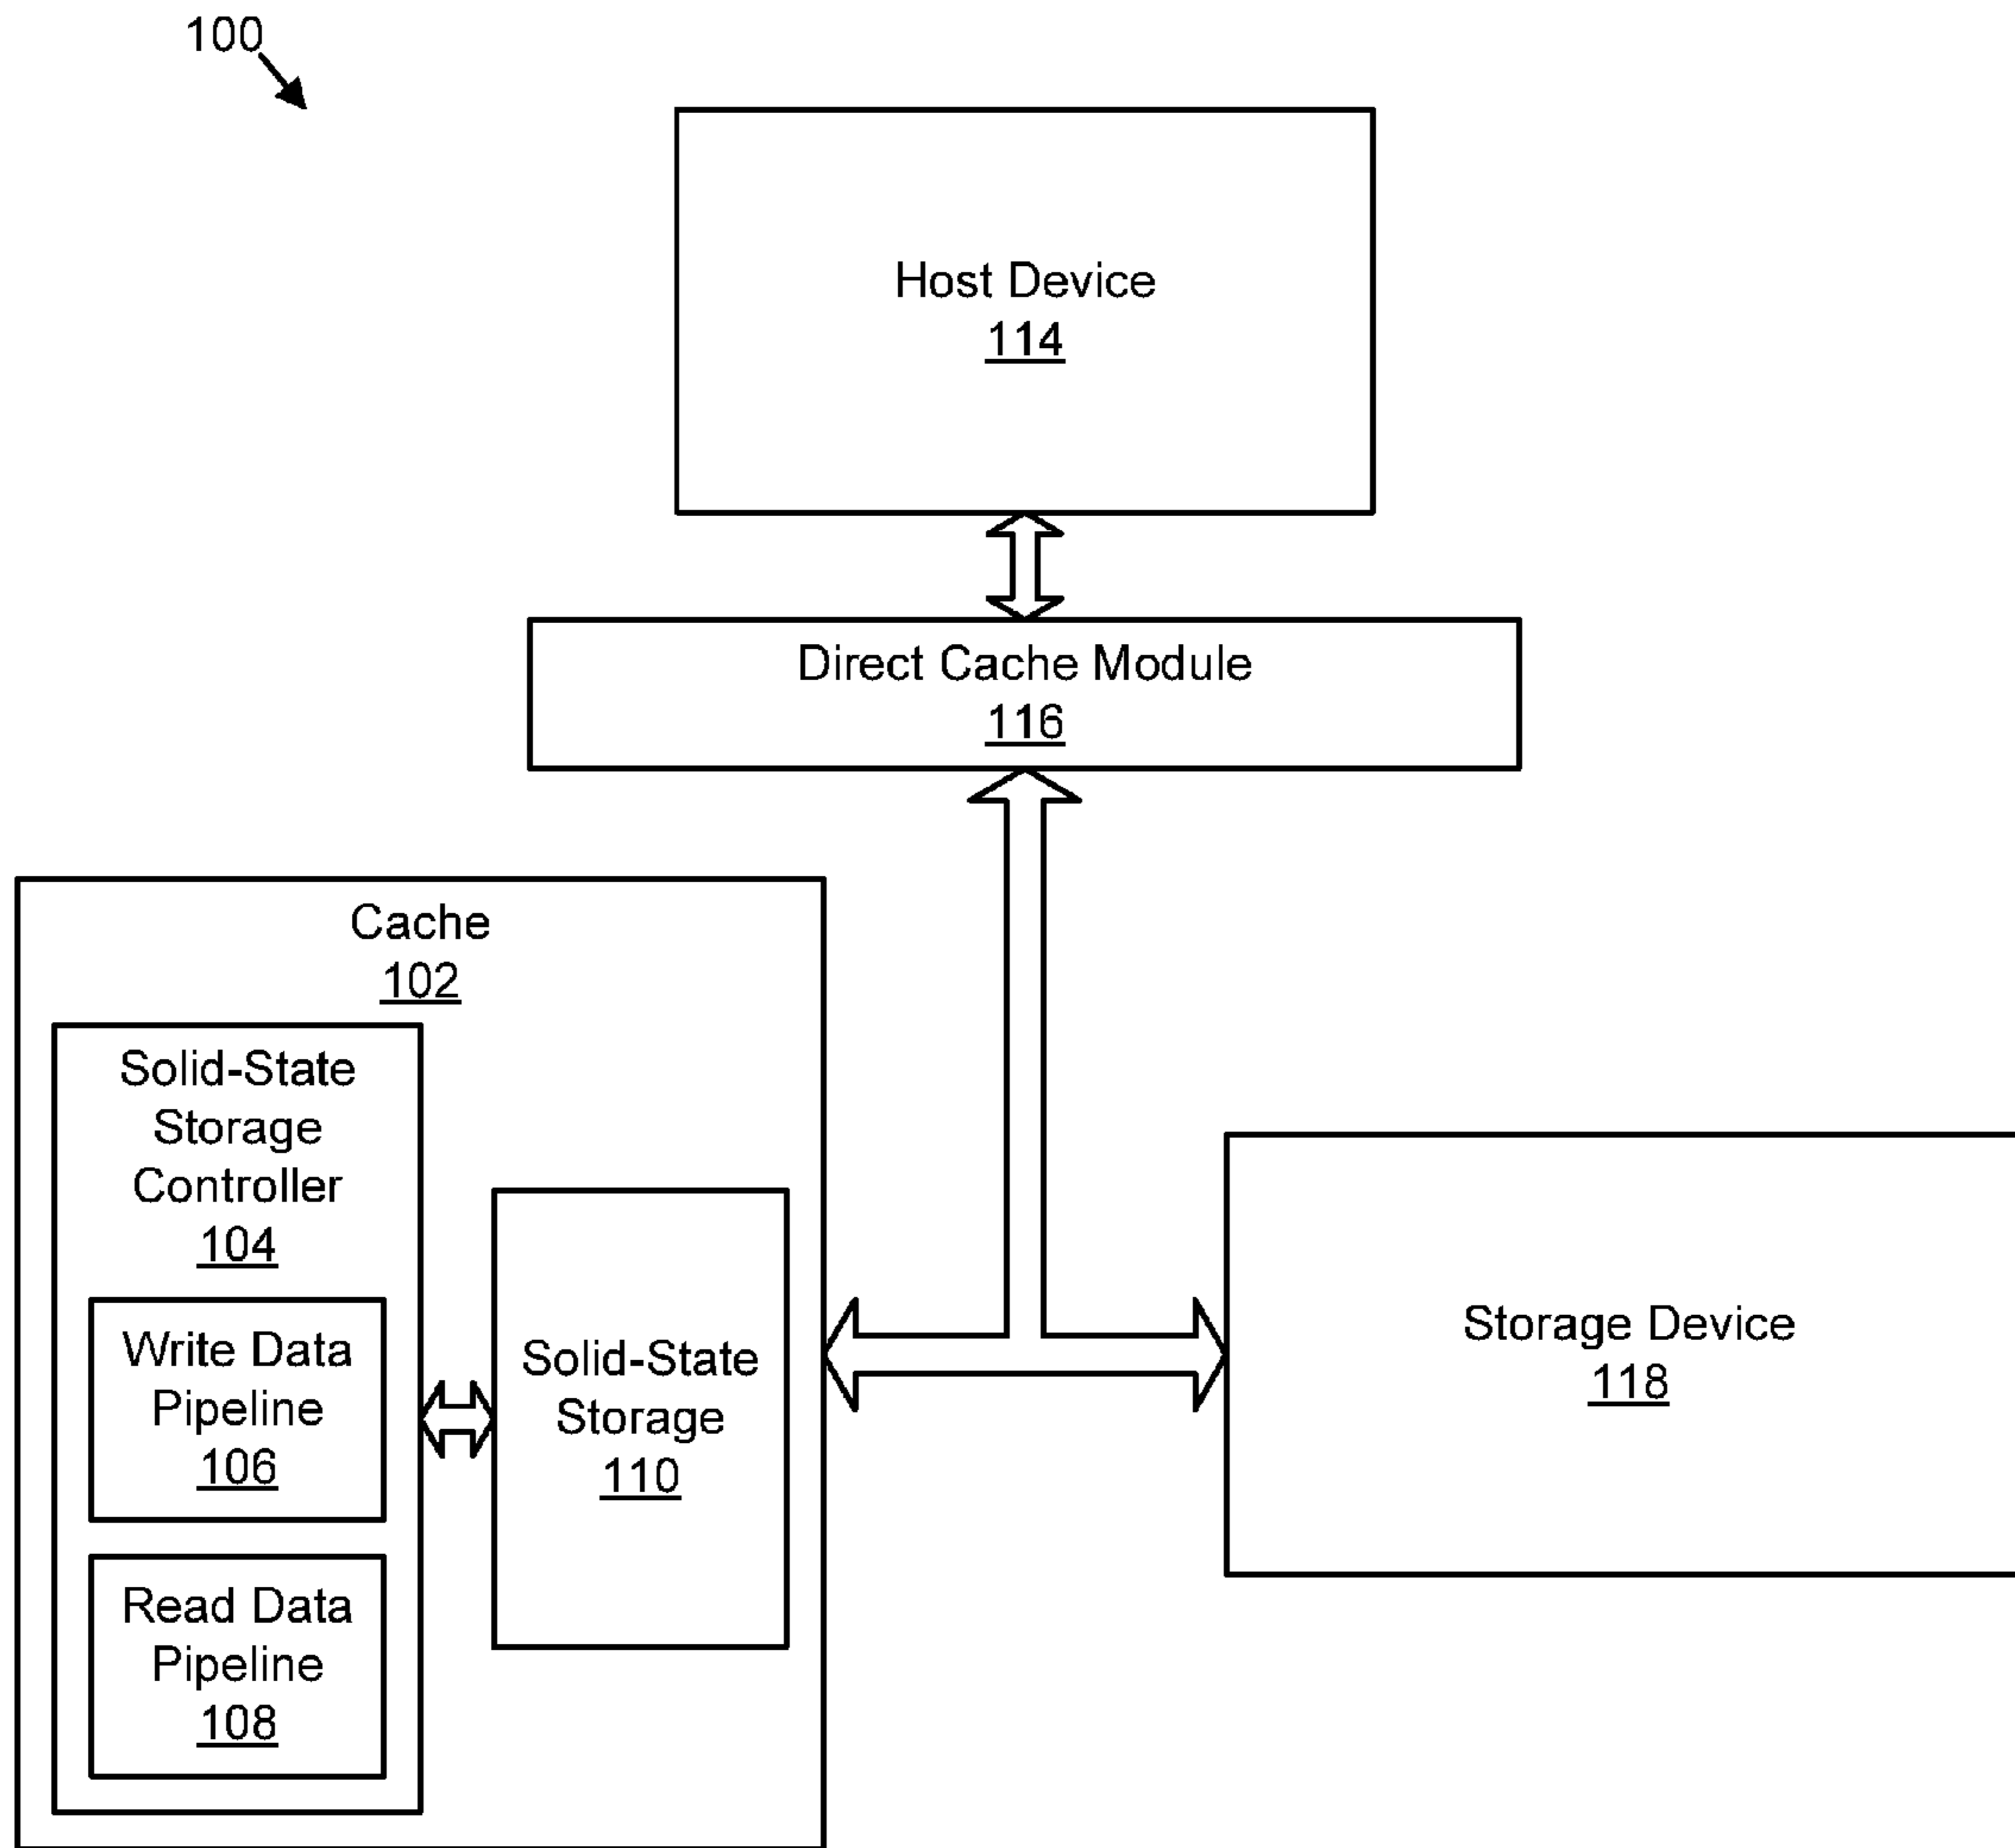 100
Host Device
114
Direct Cache Module
116
Cache
102
Solid-State
Storage
Controller
104
Write Data
Pipeline
106
Read Data
Pipeline
108
Solid-State
Storage
110
Storage Device
118